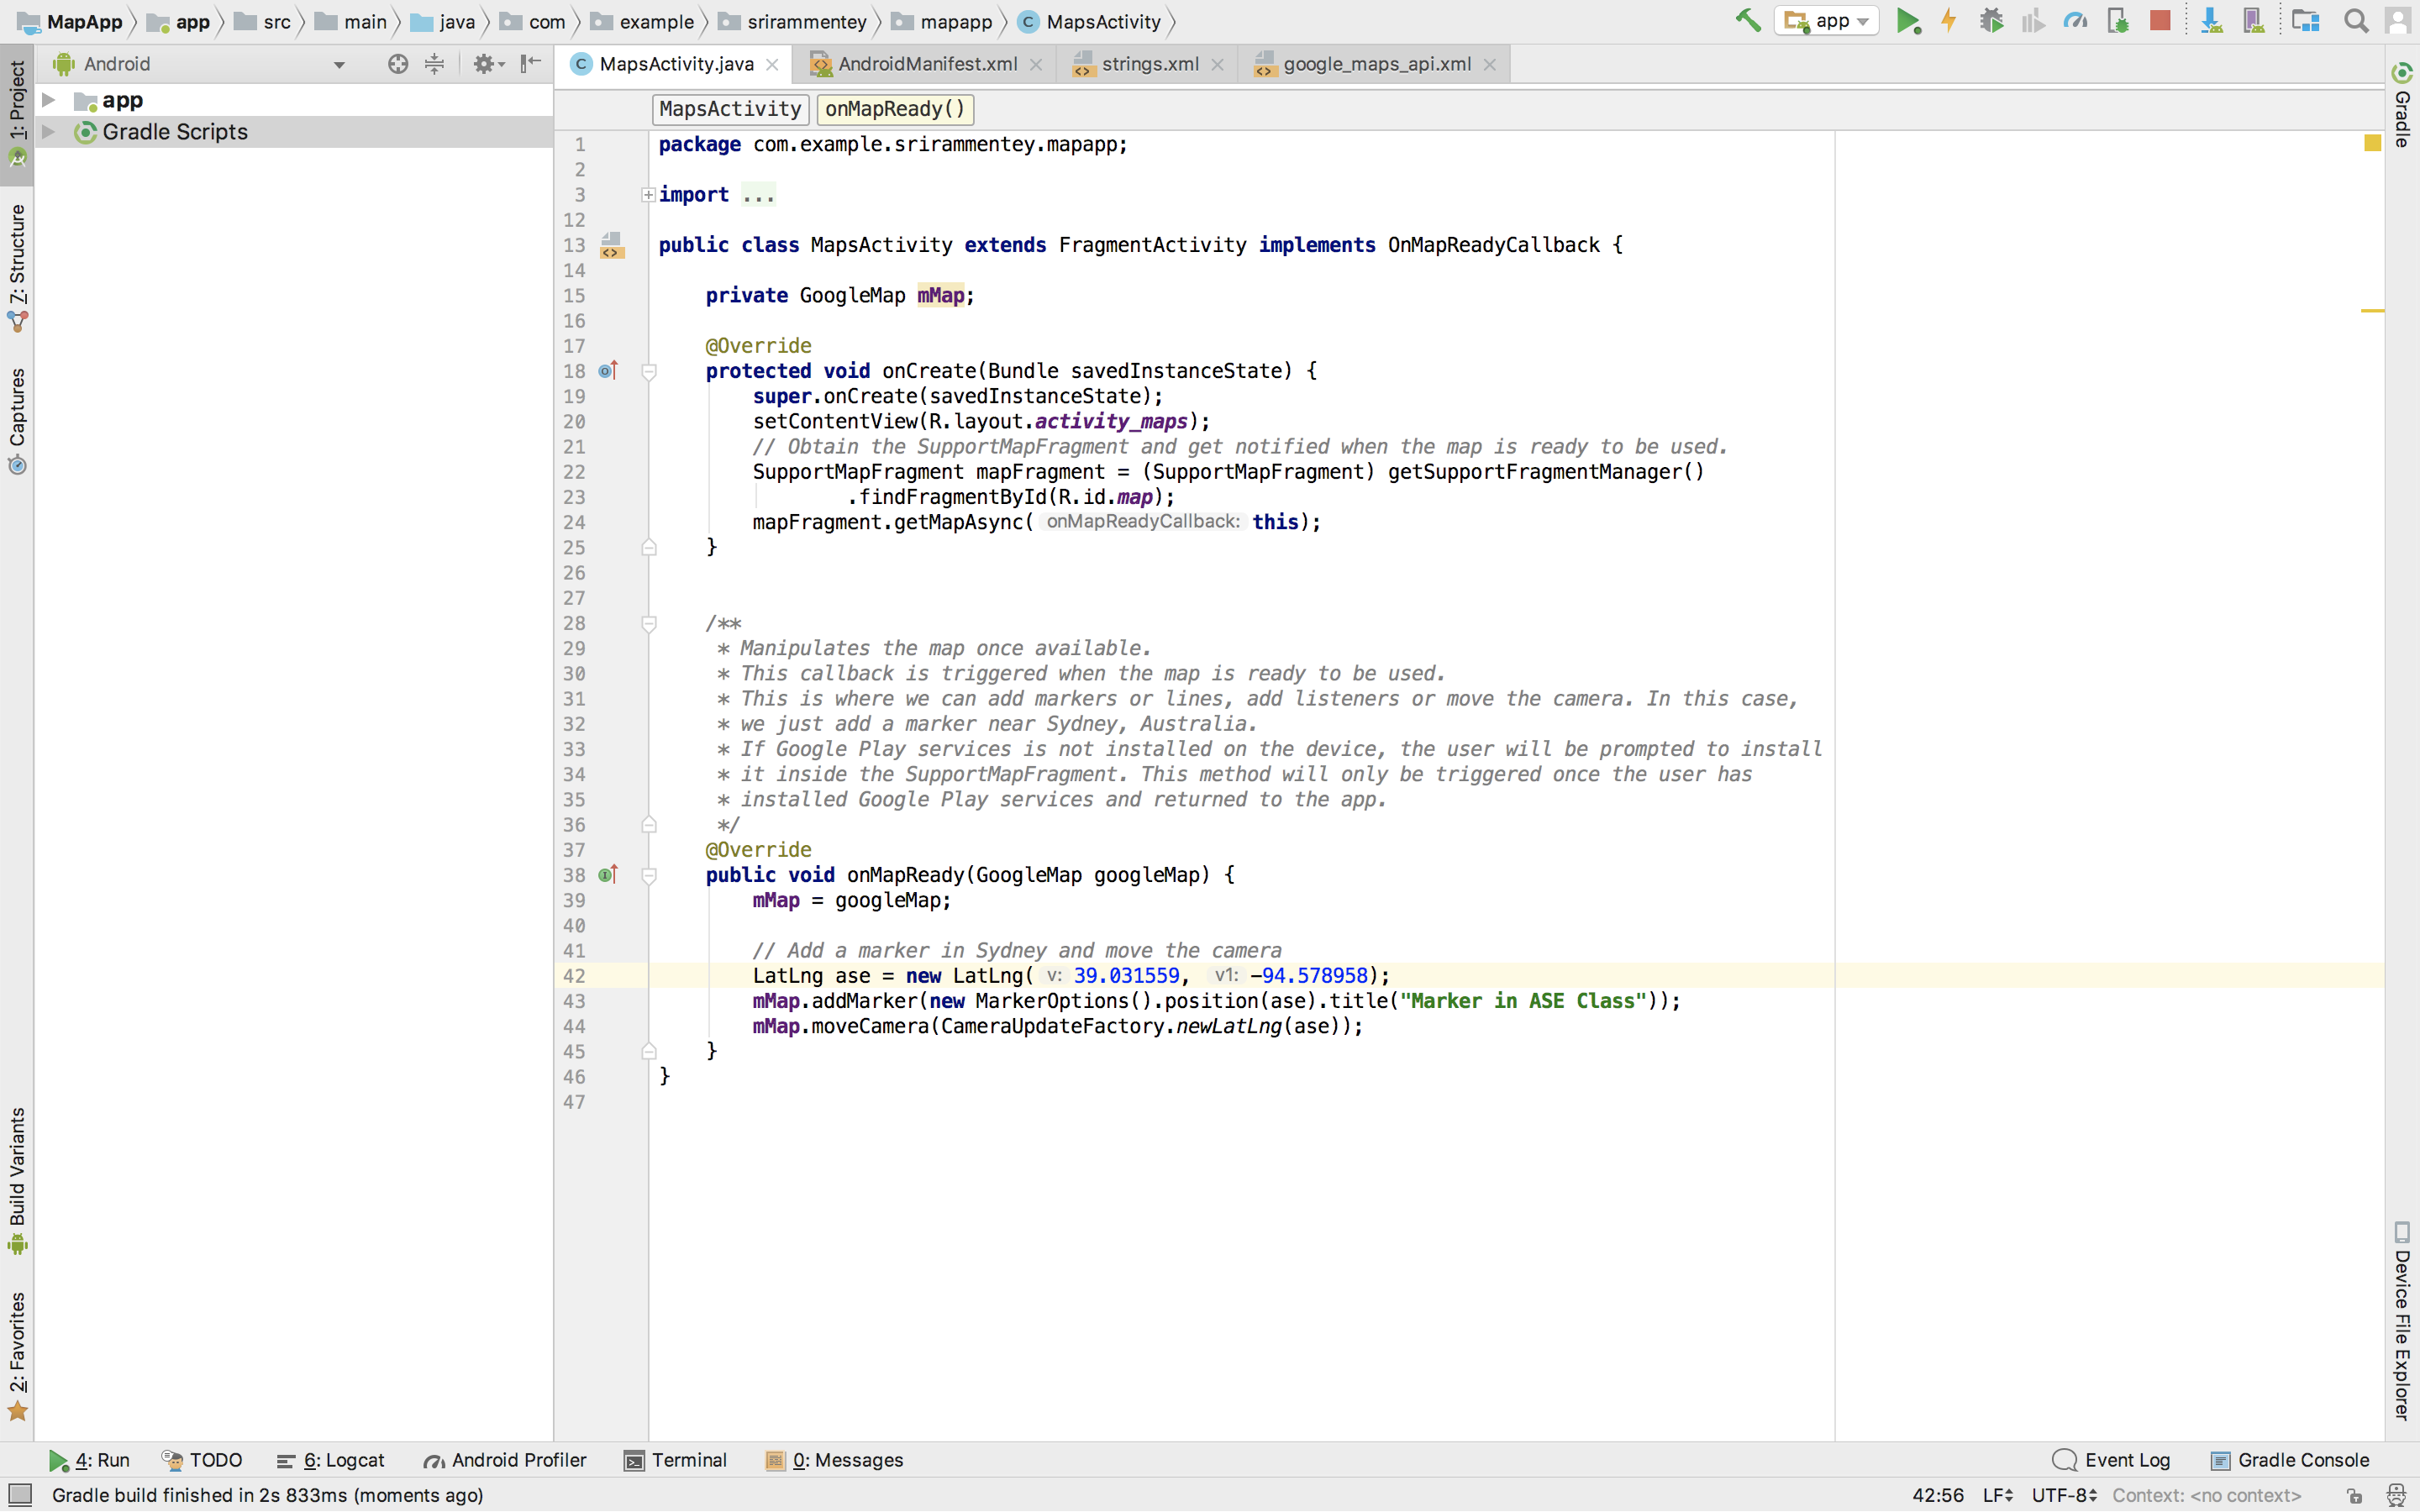 MapApp app src main java com example srirammentey mapapp MapsActivity
app
Android
MapsActivity.java AndroidManifest.xml strings.xml google_maps_api.xml
1: Project
7: Structure
Captures
Build Variants
2: Favorites
app
Gradle Scripts
MapsActivity onMapReady()
1 package com.example.srirammentey.mapapp;
2
3 import ...
12
13 public class MapsActivity extends FragmentActivity implements OnMapReadyCallback {
14
15 private GoogleMap mMap;
16
17 @Override
18 protected void onCreate(Bundle savedInstanceState) {
19 super.onCreate(savedInstanceState);
20 setContentView(R.layout.activity_maps);
21 // Obtain the SupportMapFragment and get notified when the map is ready to be used.
22 SupportMapFragment mapFragment = (SupportMapFragment) getSupportFragmentManager()
23 .findFragmentById(R.id.map);
24 mapFragment.getMapAsync( onMapReadyCallback: this);
25 }
26
27
28 /**
29 * Manipulates the map once available.
30 * This callback is triggered when the map is ready to be used.
31 * This is where we can add markers or lines, add listeners or move the camera. In this case,
32 * we just add a marker near Sydney, Australia.
33 * If Google Play services is not installed on the device, the user will be prompted to install
34 * it inside the SupportMapFragment. This method will only be triggered once the user has
35 * installed Google Play services and returned to the app.
36 */
37 @Override
38 public void onMapReady(GoogleMap googleMap) {
39 mMap = googleMap;
40
41 // Add a marker in Sydney and move the camera
42 LatLng ase = new LatLng( v: 39.031559, v1: -94.578958);
43 mMap.addMarker(new MarkerOptions().position(ase).title("Marker in ASE Class"));
44 mMap.moveCamera(CameraUpdateFactory.newLatLng(ase));
45 }
46 }
47
Gradle
Device File Explorer
4: Run TODO 6: Logcat Android Profiler Terminal 0: Messages Event Log Gradle Console
Gradle build finished in 2s 833ms (moments ago) 42:56 LF UTF-8 Context: <no context>